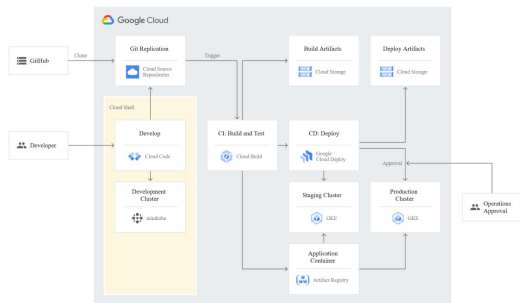 Google Cloud
GitHub
Clone
Git Replication
Cloud Source
Repositories
Trigger
Build Artifacts
Cloud Storage
Deploy Artifacts
Cloud Storage
Cloud Shell
Developer
Develop
Cloud Code
CI: Build and Test
Cloud Build
CD: Deploy
Google
Cloud Deploy
Approval
Development
Cluster
minikube
Staging Cluster
GKE
Production
Cluster
GKE
Operations
Approval
Application
Container
Artifact Registry